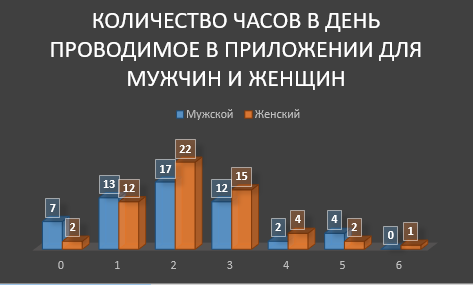 КОЛИЧЕСТВО ЧАСОВ В ДЕНЬ
ПРОВОДИМОЕ В ПРИЛОЖЕНИИ ДЛЯ
МУЖЧИН И ЖЕНЩИН
Мужской Женский
7 2 13 12 17 22 12 15 2 4 4 2 0 1
0 1 2 3 4 5 6